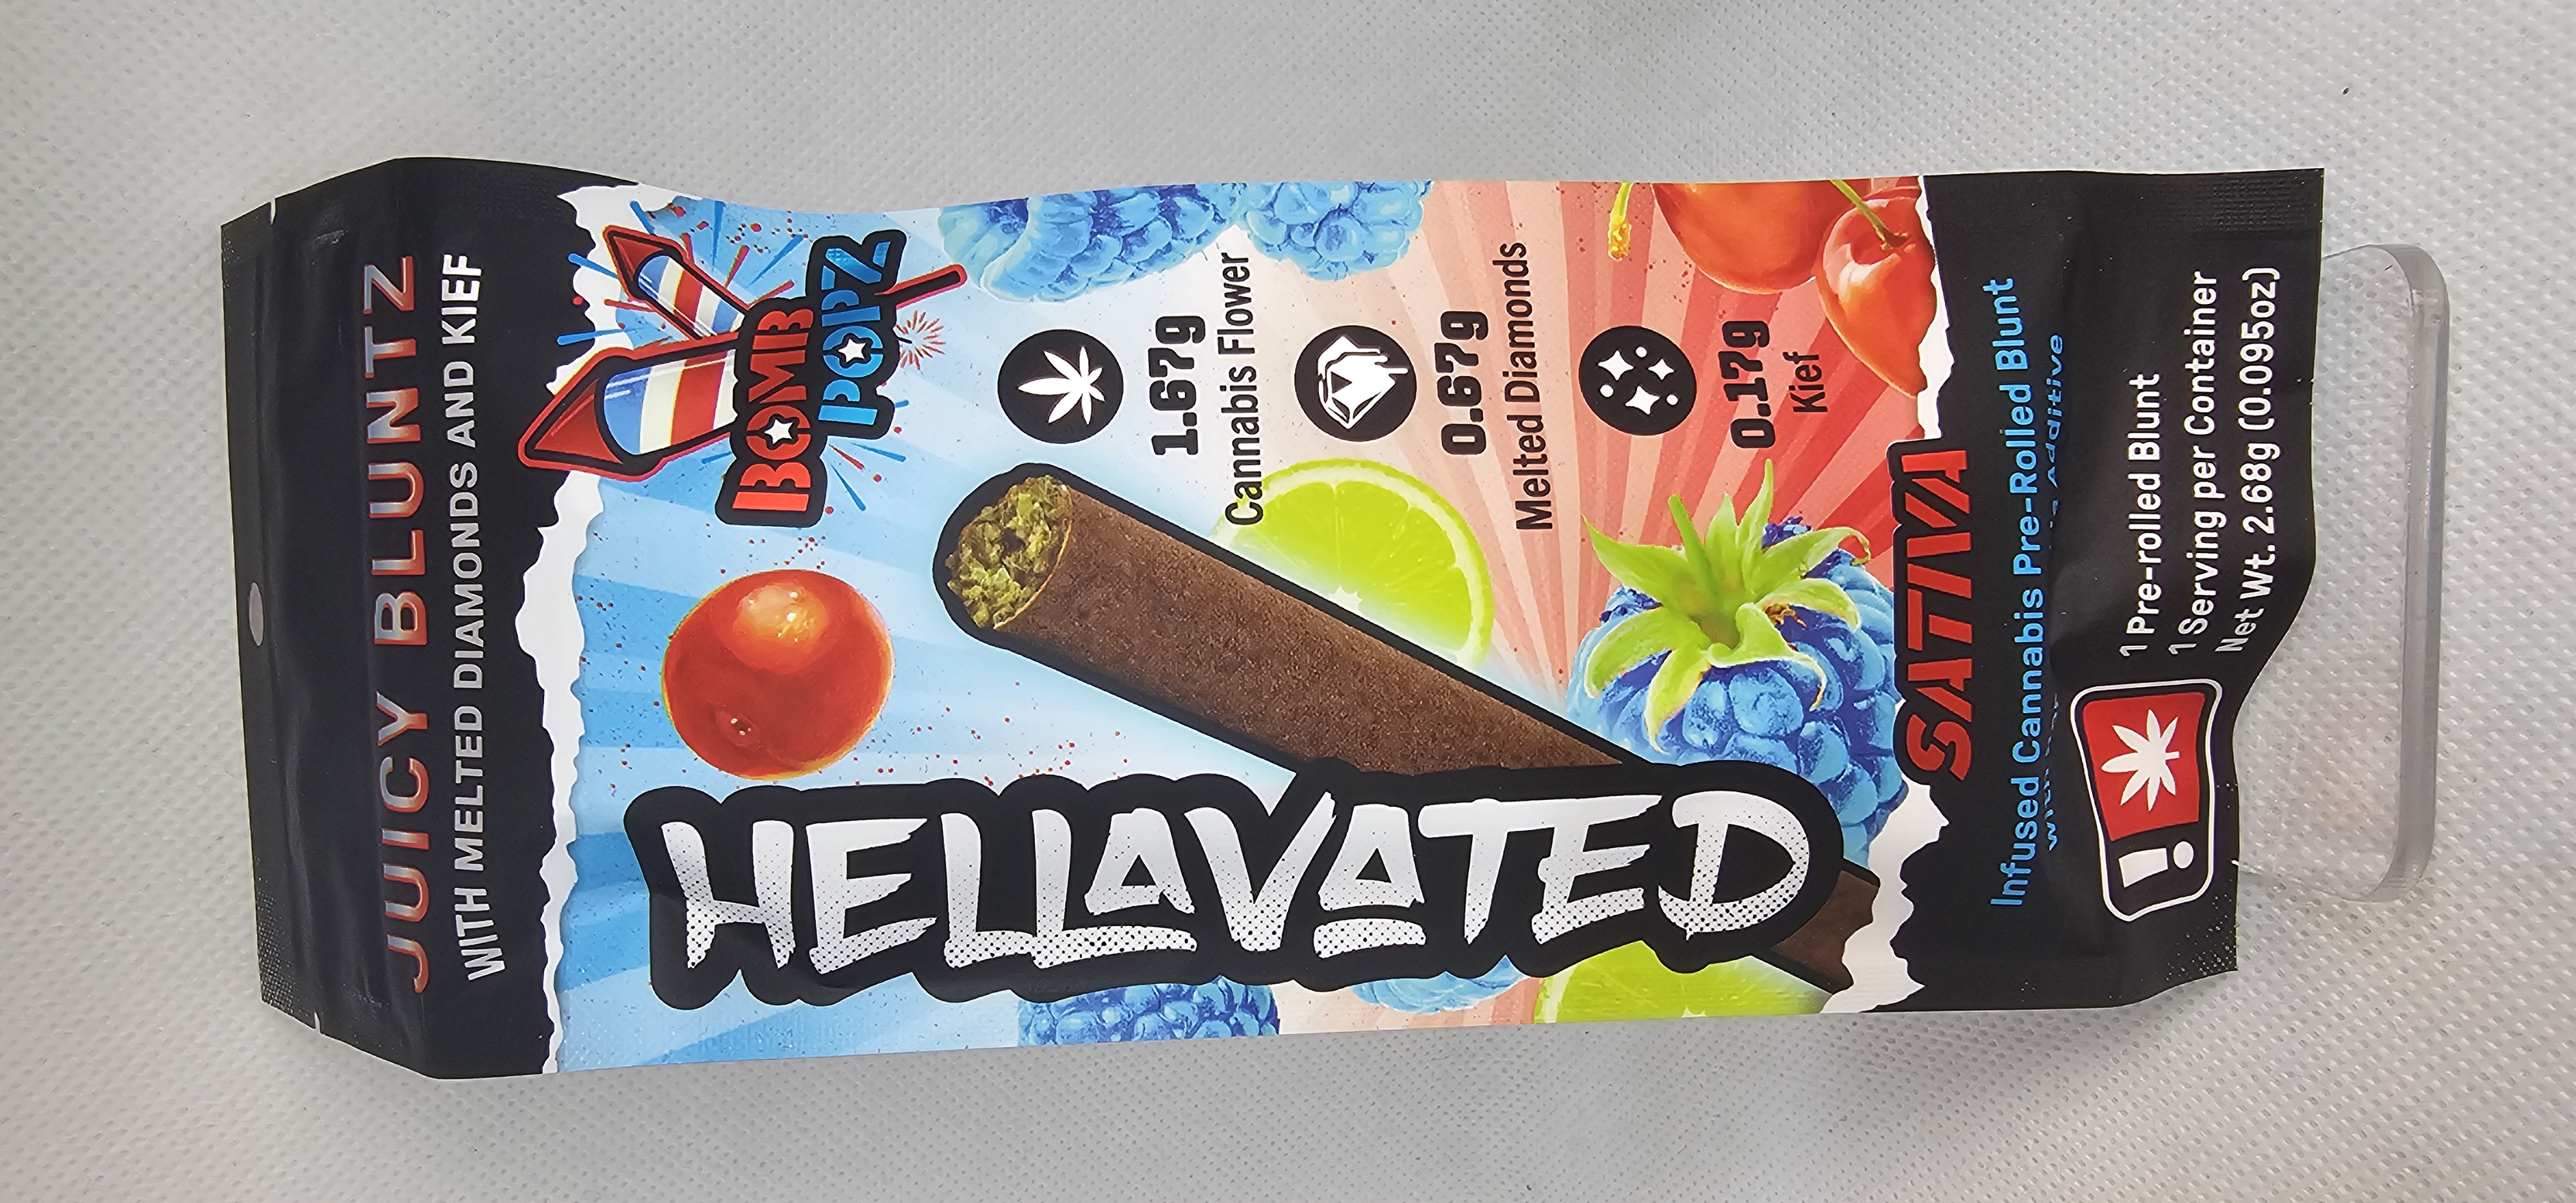 JUICY BLUNTZ
WITH MELTED DIAMONDS AND KIEF
BOMB
POPZ
HELLAVATED
1.67g
Cannabis Flower
0.67g
Melted Diamonds
0.17g
Kief
SATIVA
Infused Cannabis Pre-Rolled Blunt
Additive
1 Pre-rolled Blunt
1 Serving per Container
Net Wt. 2.68g (0.095oz)
!